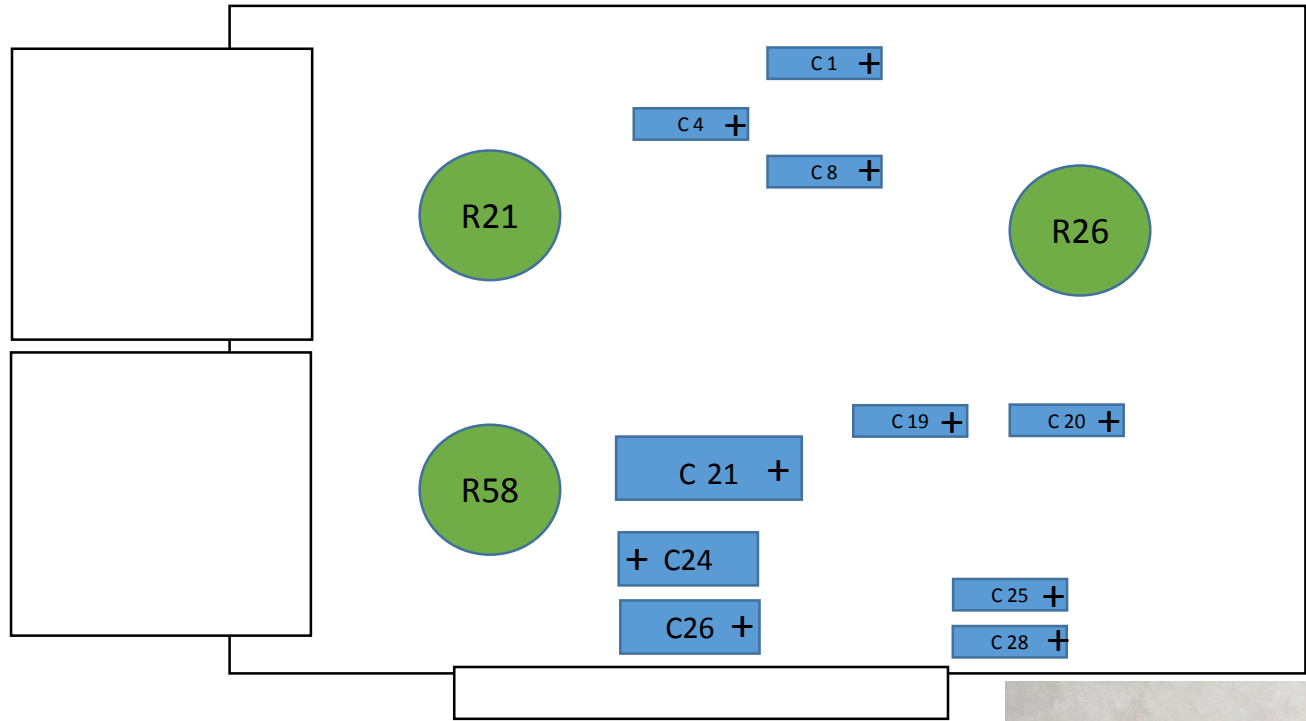 C 1 +
C 4 +
C 8 +
R21
R26
C 19 +
C 20 +
C 21 +
R58
+ C24
C 25 +
C26 +
C 28 +